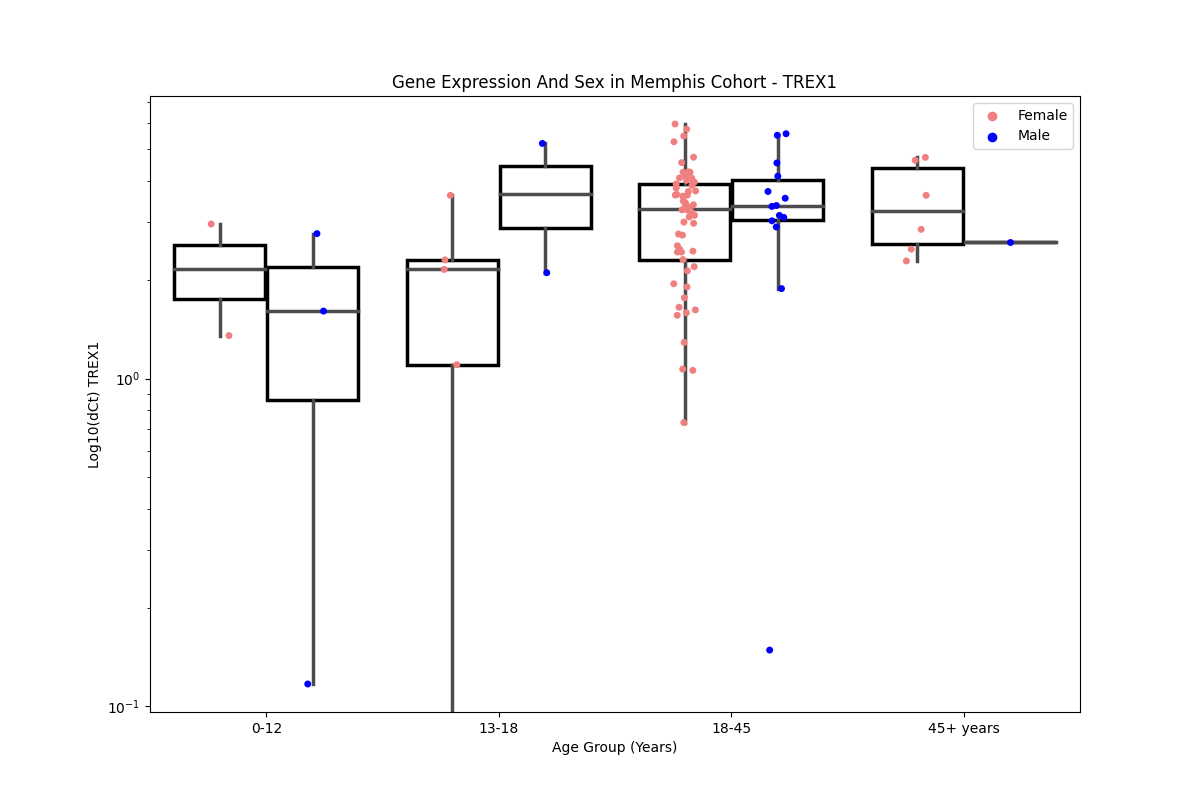 Gene Expression And Sex in Memphis Cohort - TREX1
Female
Male
Log10(dCt) TREX1
10^0
10^-1
0-12
13-18
18-45
45+ years
Age Group (Years)